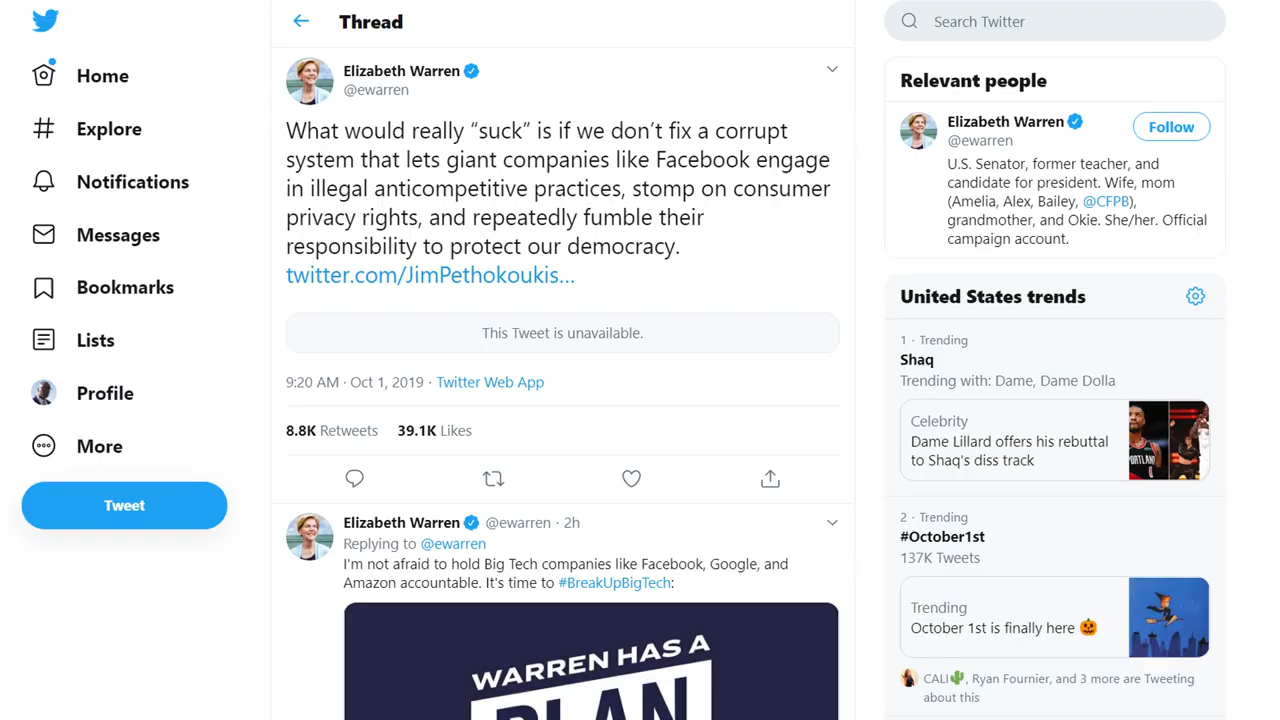 Home
Explore
Notifications
Messages
Bookmarks
Lists
Profile
More
Tweet
Thread
Elizabeth Warren
@ewarren
What would really “suck” is if we don’t fix a corrupt
system that lets giant companies like Facebook engage
in illegal anticompetitive practices, stomp on consumer
privacy rights, and repeatedly fumble their
responsibility to protect our democracy.
twitter.com/JimPethokoukis…
This Tweet is unavailable.
9:20 AM · Oct 1, 2019 · Twitter Web App
8.8K Retweets 39.1K Likes
Elizabeth Warren @ewarren · 2h
Replying to @ewarren
I'm not afraid to hold Big Tech companies like Facebook, Google, and
Amazon accountable. It's time to #BreakUpBigTech:
WARREN HAS A
PLAN
Search Twitter
Relevant people
Elizabeth Warren
@ewarren
Follow
U.S. Senator, former teacher, and
candidate for president. Wife, mom
(Amelia, Alex, Bailey, @CFPB),
grandmother, and Okie. She/her. Official
campaign account.
United States trends
1 · Trending
Shaq
Trending with: Dame, Dame Dolla
Celebrity
Dame Lillard offers his rebuttal
to Shaq's diss track
PORTLAND
2 · Trending
#October1st
137K Tweets
Trending
October 1st is finally here 🎃
CALI🌵, Ryan Fournier, and 3 more are Tweeting
about this